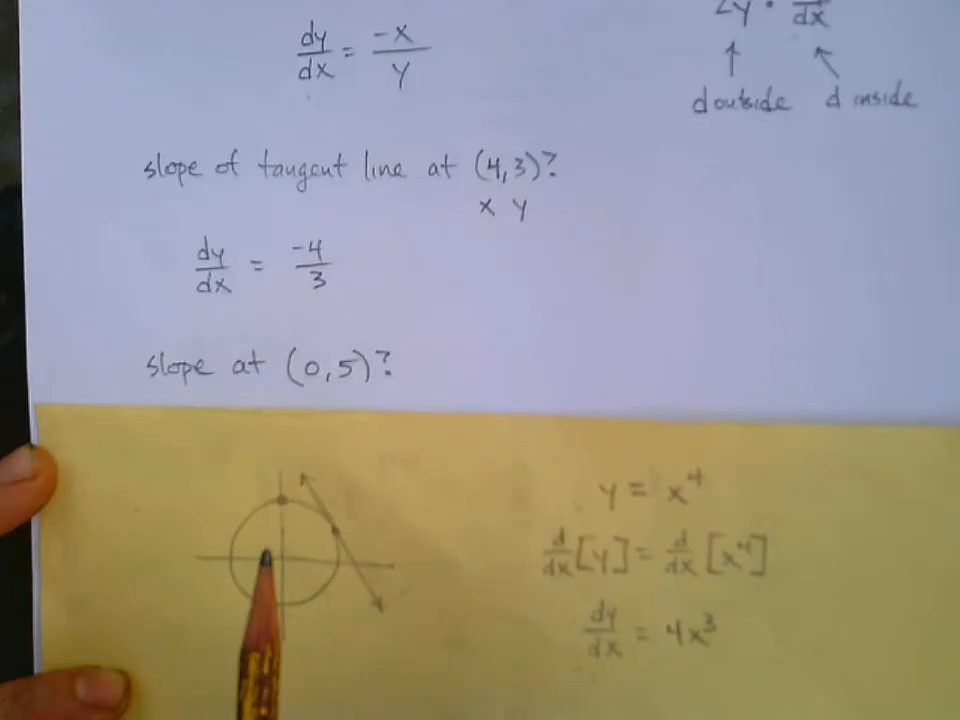 2y · dy/dx
dy/dx = -x/y
d outside d inside
slope of tangent line at (4,3)?
x y
dy/dx = -4/3
slope at (0,5)?
y = x⁴
d/dx [y] = d/dx [x⁴]
dy/dx = 4x³